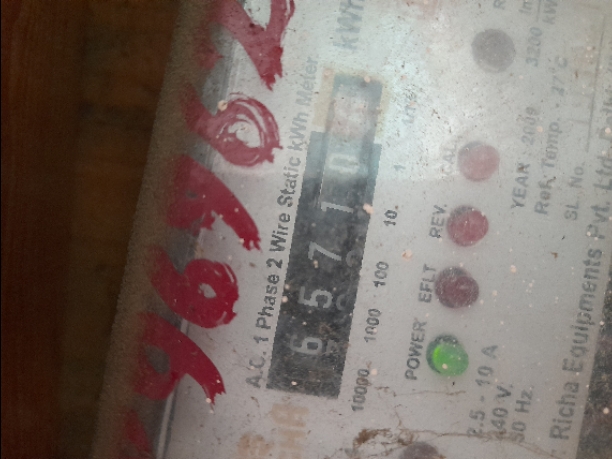 96962
A.C. 1 Phase 2 Wire Static kWh Meter
kWh
6 5 7 1 0
10000 1000 100 10. 1
POWER EFLT REV. CAL
3200
2.5 - 10 A
240 V.
50 Hz.
YEAR 2009
Ref. Temp. - 27°C
SL. No.
Richa Equipments Pvt. Ltd.